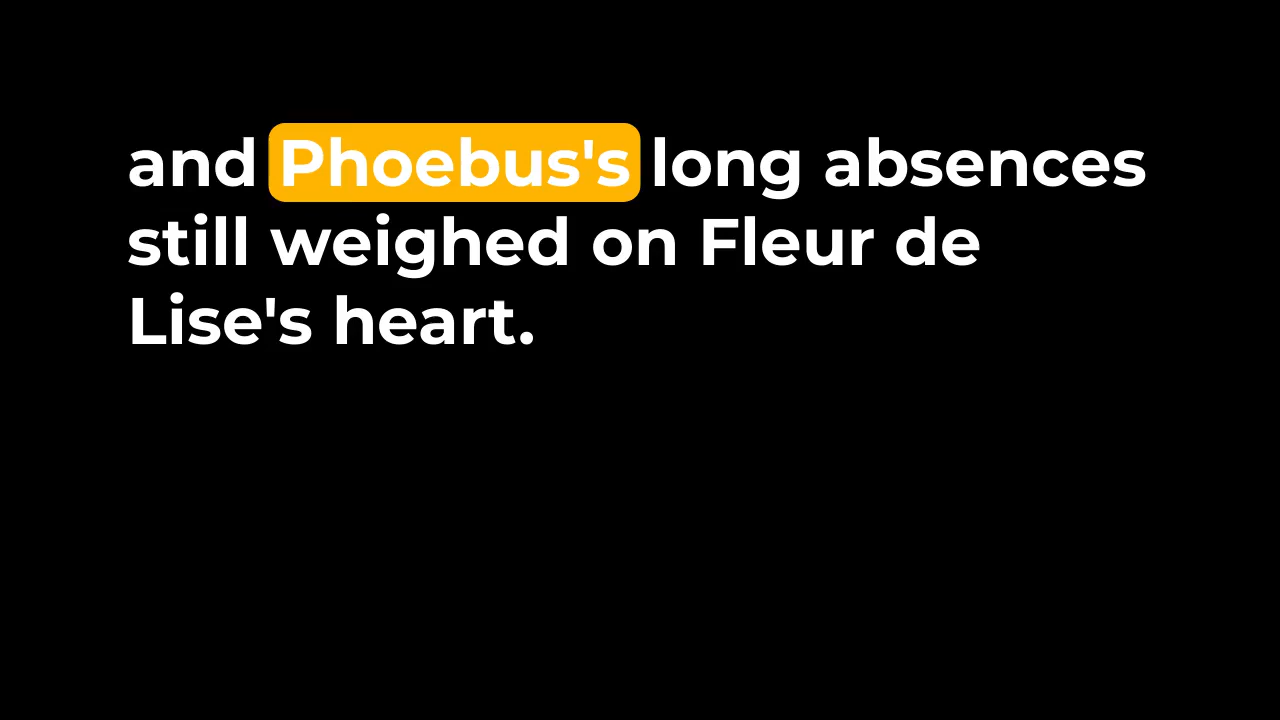 and Phoebus's long absences
still weighed on Fleur de
Lise's heart.